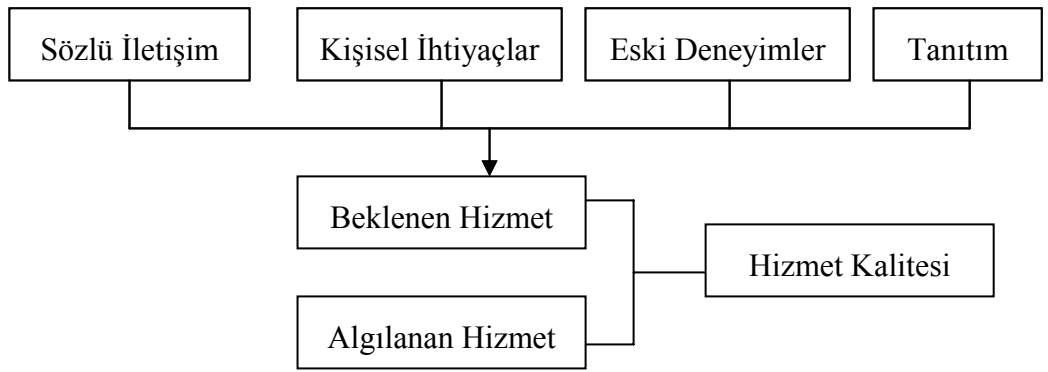 Sözlü İletişim
Kişisel İhtiyaçlar
Eski Deneyimler
Tanıtım
Beklenen Hizmet
Hizmet Kalitesi
Algılanan Hizmet